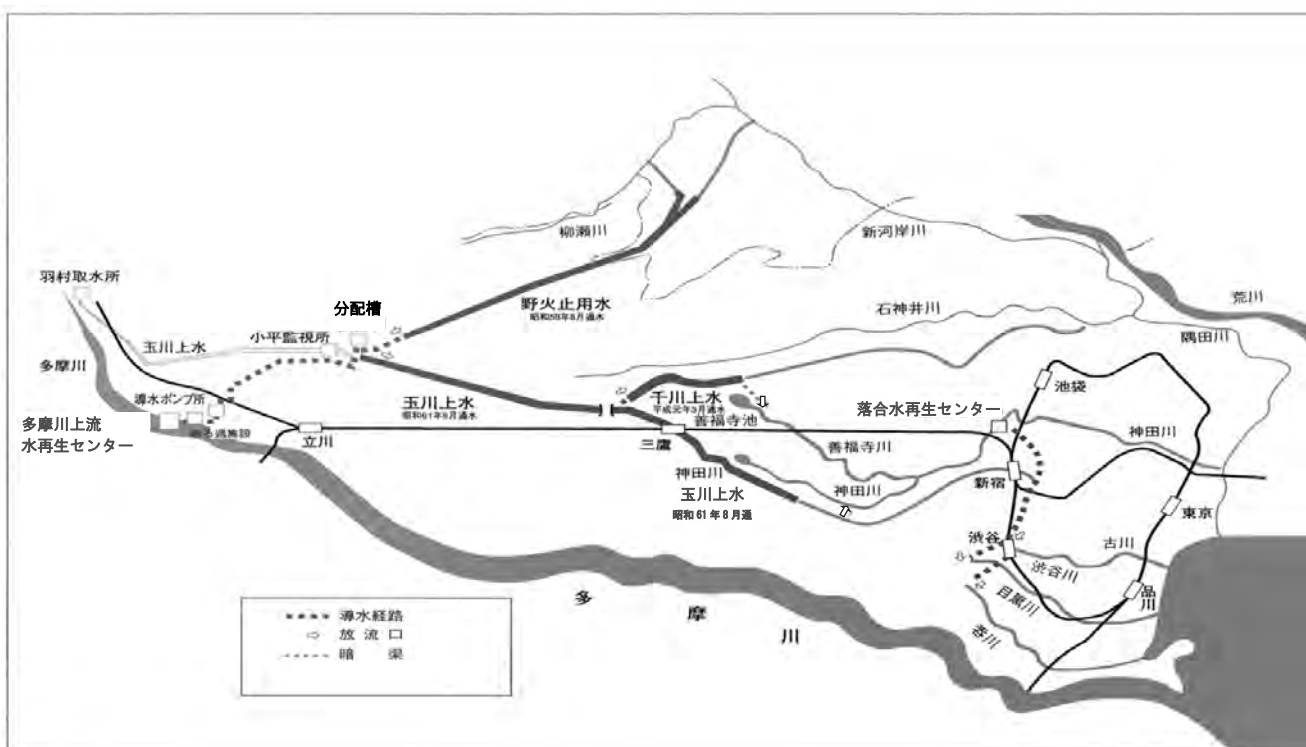 柳瀬川
新河岸川
羽村取水所
荒川
分配槽
野火止用水
昭和59年8月通水
石神井川
小平監視所
隅田川
玉川上水
多摩川
玉川上水
昭和61年8月通水
千川上水
平成元年3月通水
池袋
導水ポンプ所
善福寺池
落合水再生センター
多摩川上流
水再生センター
立川
三鷹
善福寺川
神田川
神田川
神田川
新宿
玉川上水
昭和61年8月通
東京
渋谷
古川
渋谷川
目黒川
品川
多摩川
導水経路
放流口
暗渠